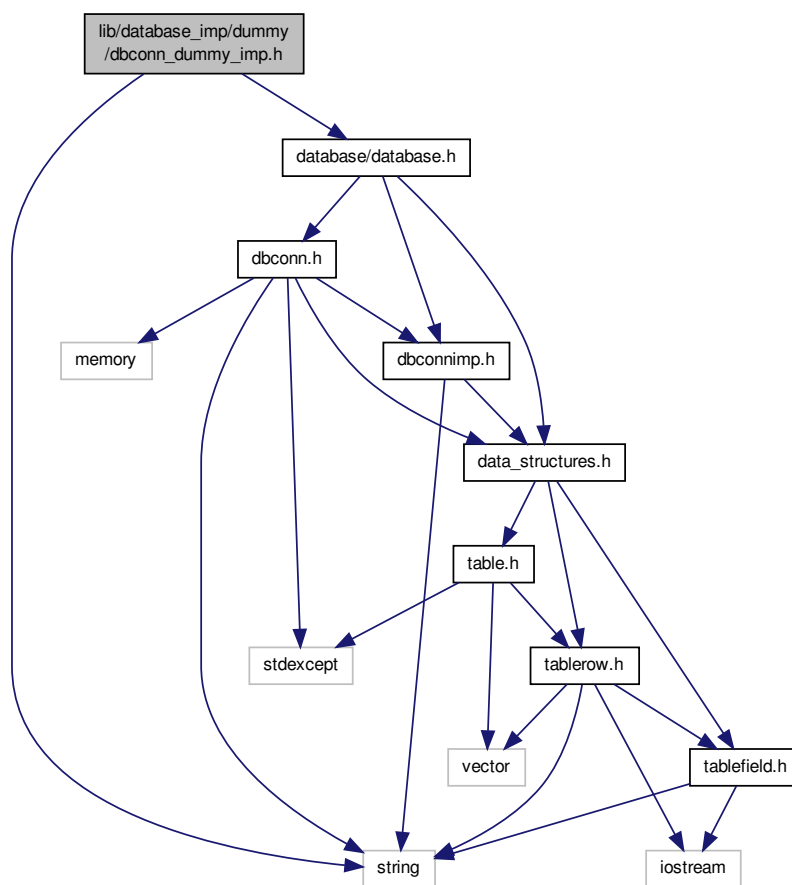 lib/database_imp/dummy
/dbconn_dummy_imp.h
database/database.h
dbconn.h
memory
dbconnimp.h
data_structures.h
table.h
stdexcept
tablerow.h
vector
tablefield.h
string
iostream